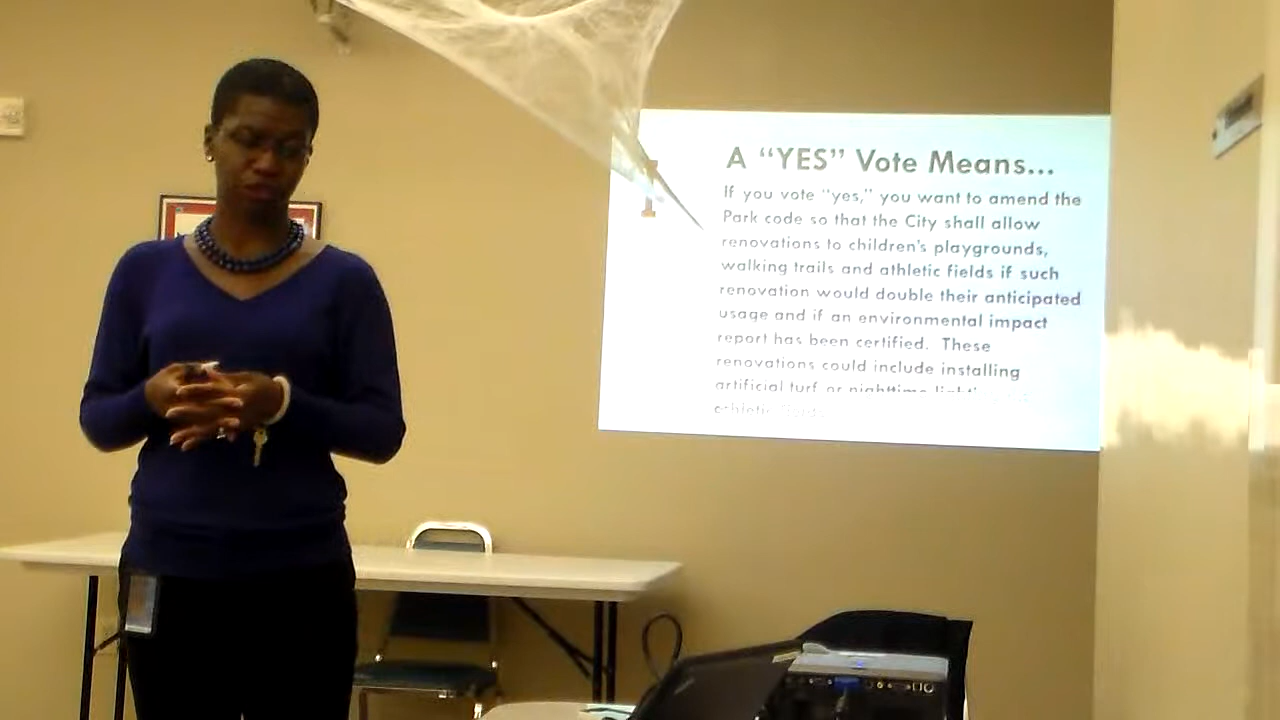 A “YES” Vote Means...
If you vote “yes,” you want to amend the
Park code so that the City shall allow
renovations to children’s playgrounds,
walking trails and athletic fields if such
renovation would double their anticipated
usage and if an environmental impact
report has been certified. These
renovations could include installing
artificial turf or nighttime
athletic fields.